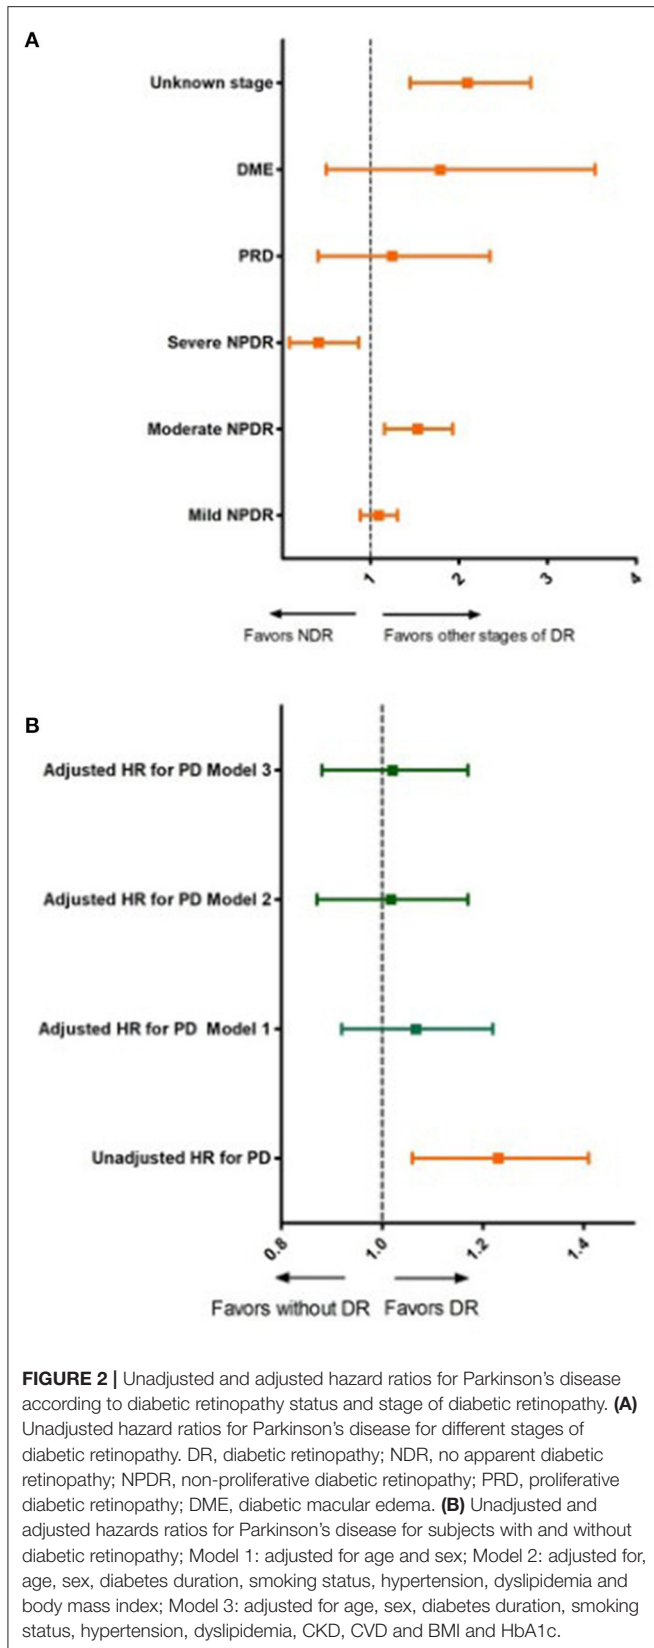 A
Unknown stage
DME
PRD
Severe NPDR
Moderate NPDR
Mild NPDR
1 2 3 4
Favors NDR Favors other stages of DR
B
Adjusted HR for PD Model 3
Adjusted HR for PD Model 2
Adjusted HR for PD Model 1
Unadjusted HR for PD
0.8 1.0 1.2 1.4
Favors without DR Favors DR
FIGURE 2 | Unadjusted and adjusted hazard ratios for Parkinson's disease
according to diabetic retinopathy status and stage of diabetic retinopathy. (A)
Unadjusted hazard ratios for Parkinson's disease for different stages of
diabetic retinopathy. DR, diabetic retinopathy; NDR, no apparent diabetic
retinopathy; NPDR, non-proliferative diabetic retinopathy; PRD, proliferative
diabetic retinopathy; DME, diabetic macular edema. (B) Unadjusted and
adjusted hazards ratios for Parkinson's disease for subjects with and without
diabetic retinopathy; Model 1: adjusted for age and sex; Model 2: adjusted for,
age, sex, diabetes duration, smoking status, hypertension, dyslipidemia and
body mass index; Model 3: adjusted for age, sex, diabetes duration, smoking
status, hypertension, dyslipidemia, CKD, CVD and BMI and HbA1c.